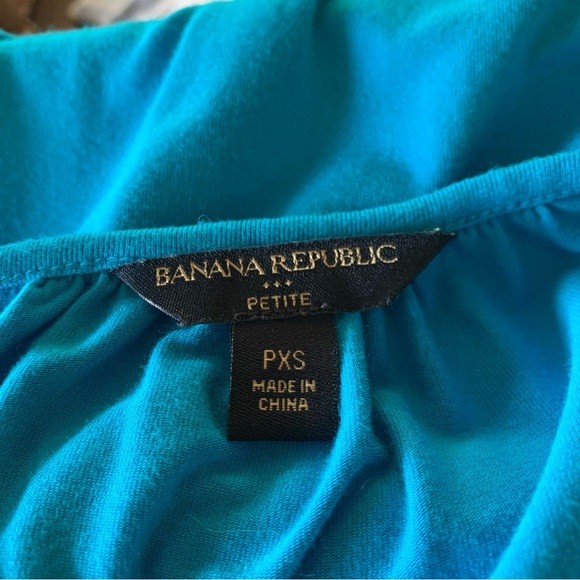 BANANA REPUBLIC
PETITE
PXS
MADE IN
CHINA